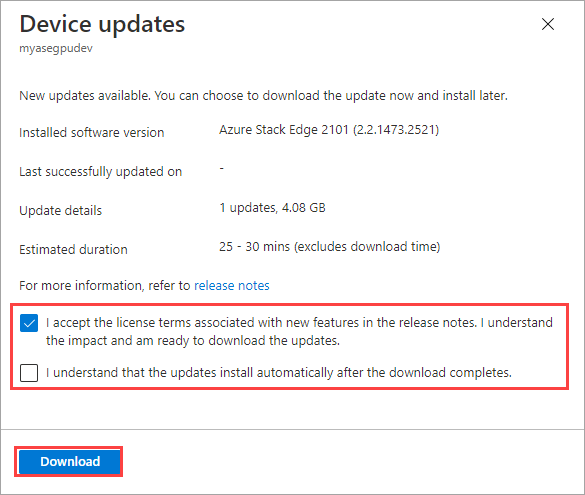 Device updates
myasegpudev
New updates available. You can choose to download the update now and install later.
Installed software version Azure Stack Edge 2101 (2.2.1473.2521)
Last successfully updated on -
Update details 1 updates, 4.08 GB
Estimated duration 25 - 30 mins (excludes download time)
For more information, refer to release notes
I accept the license terms associated with new features in the release notes. I understand
the impact and am ready to download the updates.
I understand that the updates install automatically after the download completes.
Download